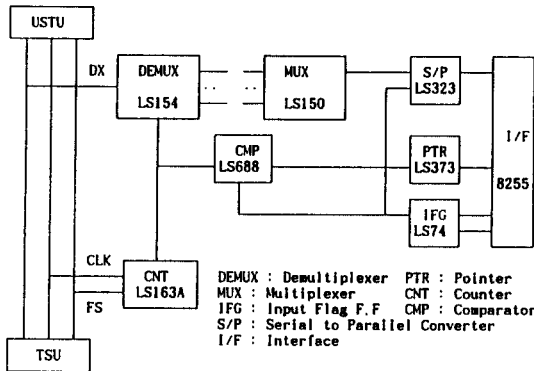 USTU
DX
DEMUX
LS154
MUX
LS150
S/P
LS323
I/F
8255
CMP
LS688
PTR
LS373
IFG
LS74
CLK
CNT
LS163A
FS
TSU
DEMUX : Demultiplexer PTR : Pointer
MUX : Multiplexer CNT : Counter
IFG : Input Flag F.F CMP : Comparator
S/P : Serial to Parallel Converter
I/F : Interface